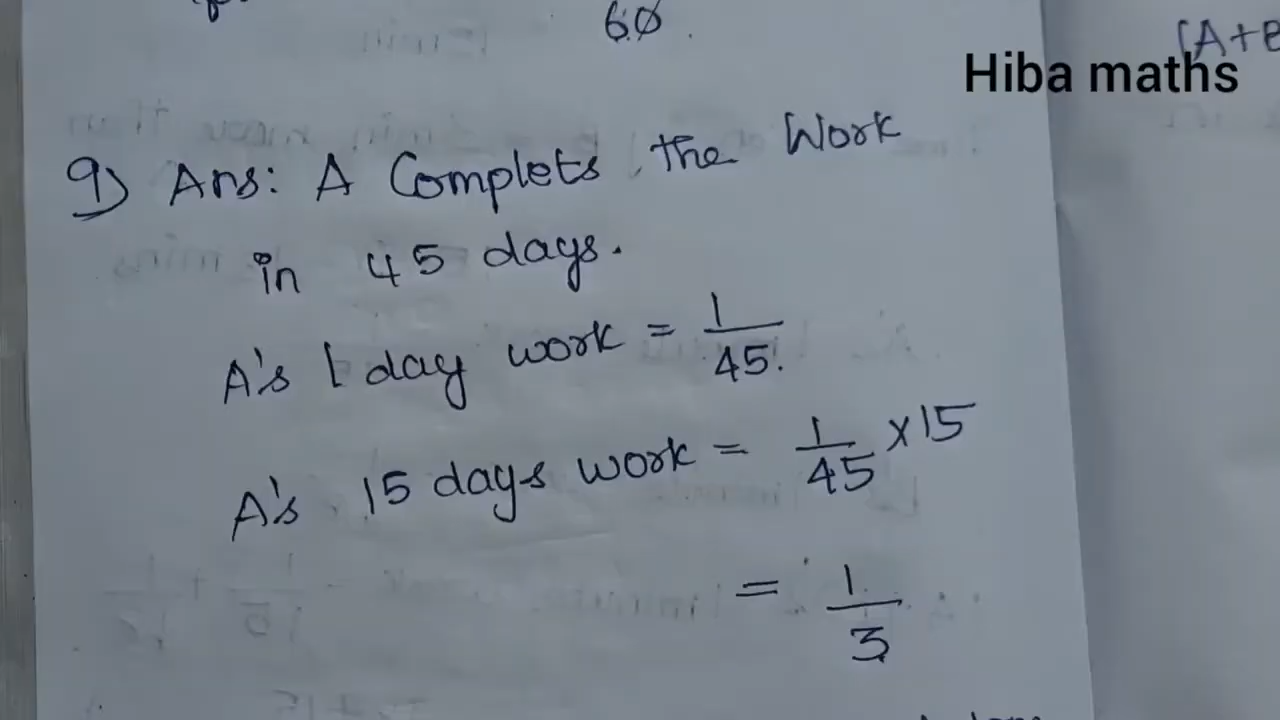 60.
(A+B
Hiba maths
9) Ans: A Complets the Work
in 45 days.
A's 1 day work = 1/45.
A's 15 days work = 1/45 × 15
= 1/3